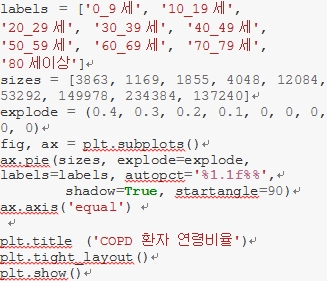 labels = ['0_9 세', '10_19 세',
'20_29 세', '30_39 세', '40_49 세',
'50_59 세', '60_69 세', '70_79 세',
'80 세이상']
sizes = [3863, 1169, 1855, 4048, 12084,
53292, 149978, 234384, 137240]
explode = (0.4, 0.3, 0.2, 0.1, 0, 0, 0,
0, 0)
fig, ax = plt.subplots()
ax.pie(sizes, explode=explode,
labels=labels, autopct='%1.1f%%',
shadow=True, startangle=90)
ax.axis('equal')
plt.title ('COPD 환자 연령비율')
plt.tight_layout()
plt.show()